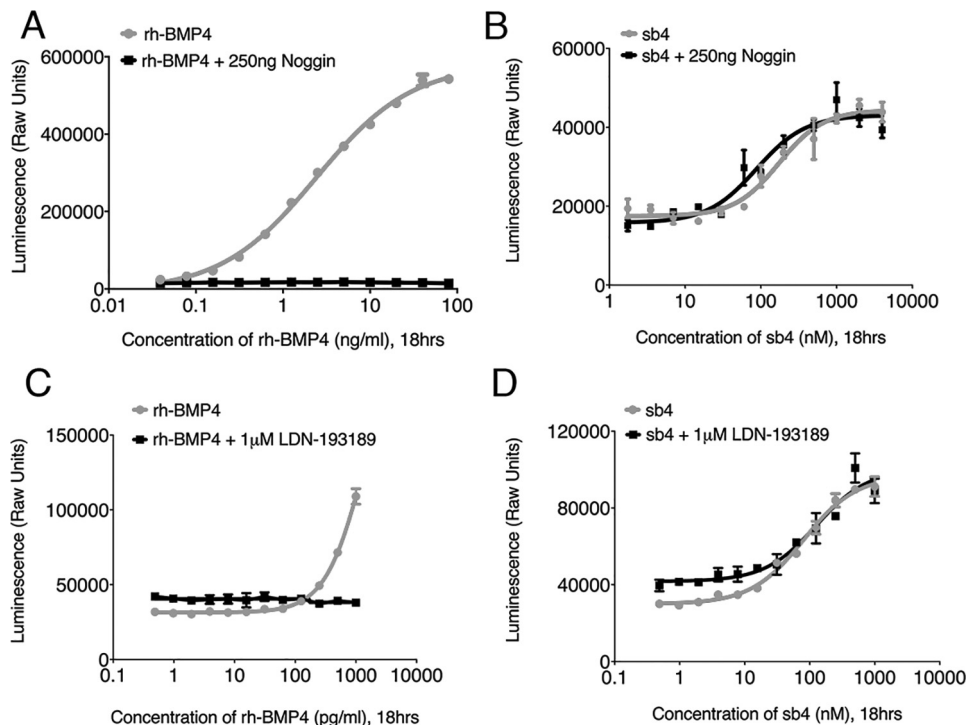 A
rh-BMP4
rh-BMP4 + 250ng Noggin
600000
400000
200000
0
0.01
0.1
1
10
100
Luminescence (Raw Units)
Concentration of rh-BMP4 (ng/ml), 18hrs
B
sb4
sb4 + 250ng Noggin
60000
40000
20000
0
1
10
100
1000
10000
Luminescence (Raw Units)
Concentration of sb4 (nM), 18hrs
C
rh-BMP4
rh-BMP4 + 1μM LDN-193189
150000
100000
50000
0
0.1
1
10
100
1000
10000
Luminescence (Raw Units)
Concentration of rh-BMP4 (pg/ml), 18hrs
D
sb4
sb4 + 1μM LDN-193189
120000
80000
40000
0
0.1
1
10
100
1000
10000
Luminescence (Raw Units)
Concentration of sb4 (nM), 18hrs